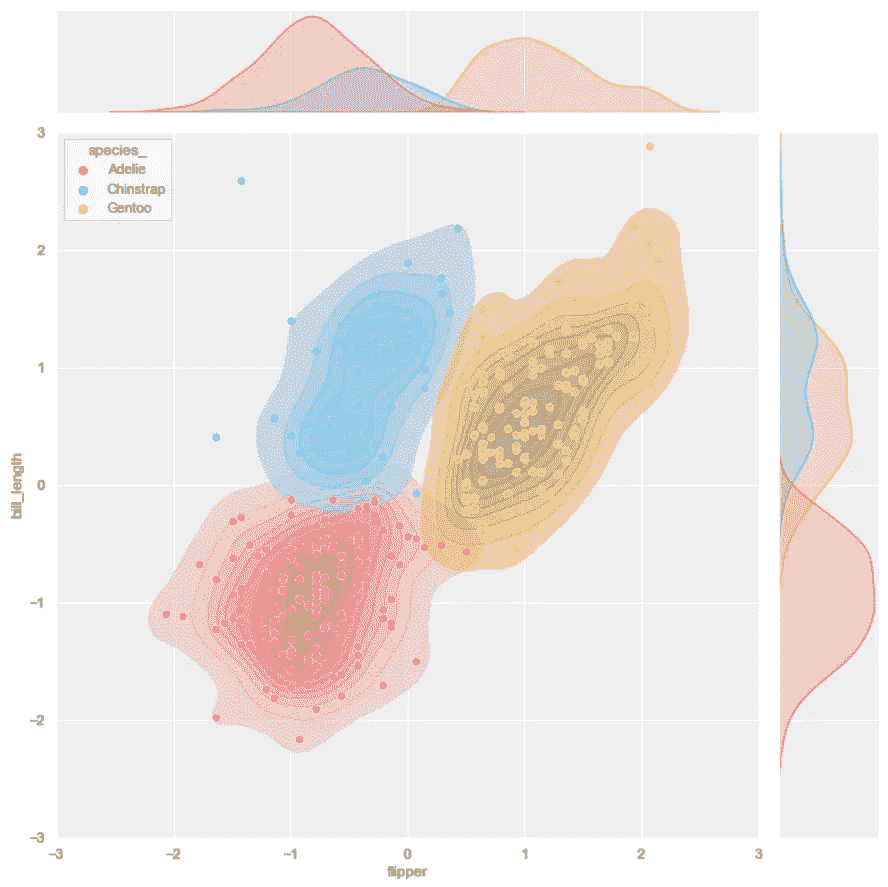 3
species_
Adelie
Chinstrap
Gentoo
2
1
0
bill_length
−1
−2
−3
−3 −2 −1 0 1 2 3
flipper